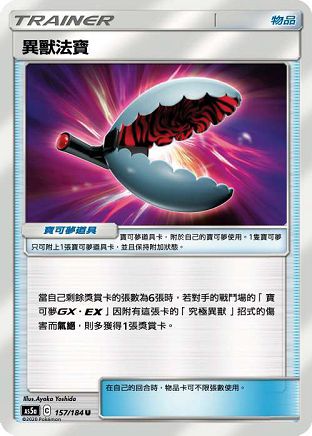 TRAINER
物品
異獸法寶
寶可夢道具
寶可夢道具卡，附於自己的寶可夢使用。1隻寶可夢
只可附上1張寶可夢道具卡，並且保持附加狀態。
當自己剩餘獎賞卡的張數為6張時，若對手的戰鬥場的「寶
可夢GX・EX」因附有這張卡的「究極異獸」招式的傷
害而氣絕，則多獲得1張獎賞卡。
Illus.Ayaka Yoshida
AS5a C 157/184 U
©2020 Pokémon
在自己的回合時，物品卡可不限張數使用。